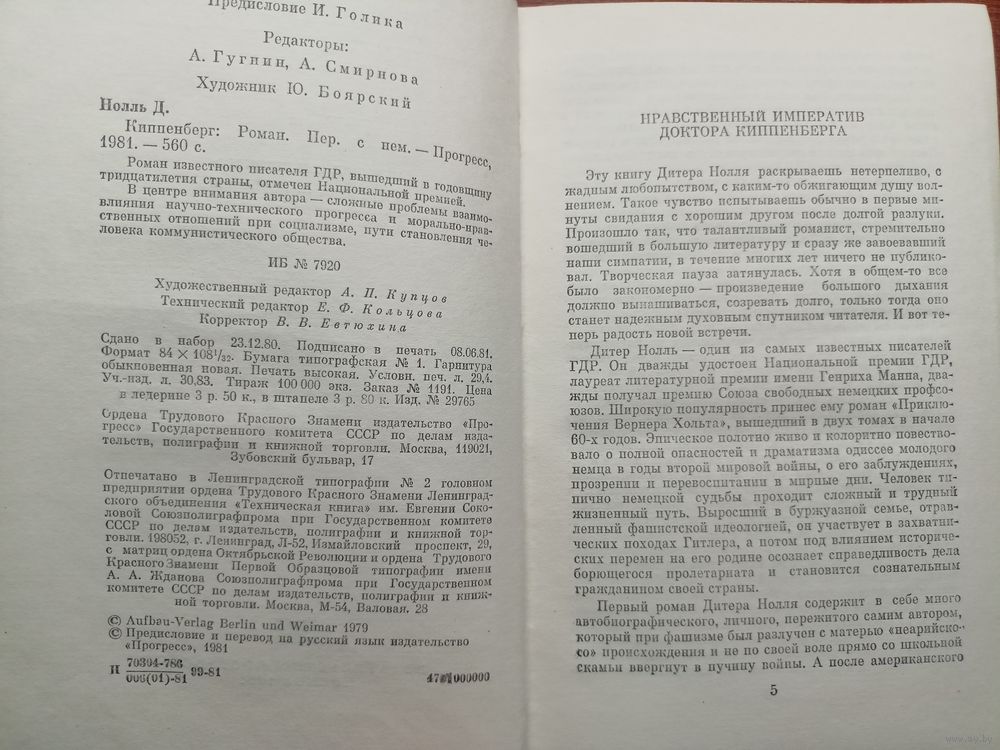 Предисловие И. Голика
Редакторы:
А. Гугнин, А. Смирнова
Художник Ю. Боярский
Нолль Д.
Киппенберг: Роман. Пер. с нем. — Прогресс,
1981. — 560 с.
Роман известного писателя ГДР, вышедший в годовщину
тридцатилетия страны, отмечен Национальной премией.
В центре внимания автора — сложные проблемы взаимо-
влияния научно-технического прогресса и морально-нрав-
ственных отношений при социализме, пути становления че-
ловека коммунистического общества.
ИБ № 7920
Художественный редактор А. П. Купцов
Технический редактор Е. Ф. Кольцова
Корректор В. В. Евтюхина
Сдано в набор 23.12.80. Подписано в печать 08.06.81.
Формат 84 × 108 1/32. Бумага типографская № 1. Гарнитура
обыкновенная новая. Печать высокая. Условн. печ. л. 29,4.
Уч.-изд. л. 30,83. Тираж 100 000 экз. Заказ № 1191. Цена
в ледерине 3 р. 50 к., в штапеле 3 р. 80 к. Изд. № 29765
Ордена Трудового Красного Знамени издательство «Про-
гресс» Государственного комитета СССР по делам изда-
тельств, полиграфии и книжной торговли. Москва, 119021,
Зубовский бульвар, 17
Отпечатано в Ленинградской типографии № 2 головном
предприятии ордена Трудового Красного Знамени Ленинград-
ского объединения «Техническая книга» им. Евгении Соко-
ловой Союзполиграфпрома при Государственном комитете
СССР по делам издательств, полиграфии и книжной тор-
говли. 198052, г. Ленинград, Л-52, Измайловский проспект, 29,
с матриц ордена Октябрьской Революции и ордена Трудового
Красного Знамени Первой Образцовой типографии имени
А. А. Жданова Союзполиграфпрома при Государственном
комитете СССР по делам издательств, полиграфии и книж-
ной торговли. Москва, М-54, Валовая. 28
© Aufbau-Verlag Berlin und Weimar 1979
© Предисловие и перевод на русский язык издательство
«Прогресс», 1981
Н 70304-786 99-81
006(01)-81
000000
НРАВСТВЕННЫЙ ИМПЕРАТИВ
ДОКТОРА КИППЕНБЕРГА
Эту книгу Дитера Нолля раскрываешь нетерпеливо, с
жадным любопытством, с каким-то обжигающим душу вол-
нением. Такое чувство испытываешь обычно в первые ми-
нуты свидания с хорошим другом после долгой разлуки.
Произошло так, что талантливый романист, стремительно
вошедший в большую литературу и сразу же завоевавший
наши симпатии, в течение многих лет ничего не публико-
вал. Творческая пауза затянулась. Хотя в общем-то все
было закономерно — произведение большого дыхания
должно вынашиваться, созревать долго, только тогда оно
станет надежным духовным спутником читателя. И вот те-
перь радость новой встречи.
Дитер Нолль — один из самых известных писателей
ГДР. Он дважды удостоен Национальной премии ГДР,
лауреат литературной премии имени Генриха Манна, два-
жды получал премию Союза свободных немецких профсо-
юзов. Широкую популярность принес ему роман «Приклю-
чения Вернера Хольта», вышедший в двух томах в начале
60-х годов. Эпическое полотно живо и колоритно повество-
вало о полной опасностей и драматизма одиссее молодого
немца в годы второй мировой войны, о его заблуждениях,
прозрении и перевоспитании в мирные дни. Человек ти-
пично немецкой судьбы проходит сложный и трудный
жизненный путь. Выросший в буржуазной семье, отрав-
ленный фашистской идеологией, он участвует в захватни-
ческих походах Гитлера, а потом под влиянием историчес-
ких перемен на его родине осознает справедливость дела
борющегося пролетариата и становится сознательным
гражданином своей страны.
Первый роман Дитера Нолля содержит в себе много
автобиографического, личного, пережитого самим автором,
который при фашизме был разлучен с матерью «неарийско-
го» происхождения и не по своей воле прямо со школьной
скамьи ввергнут в пучину войны. А после американского
5
www.ay.by